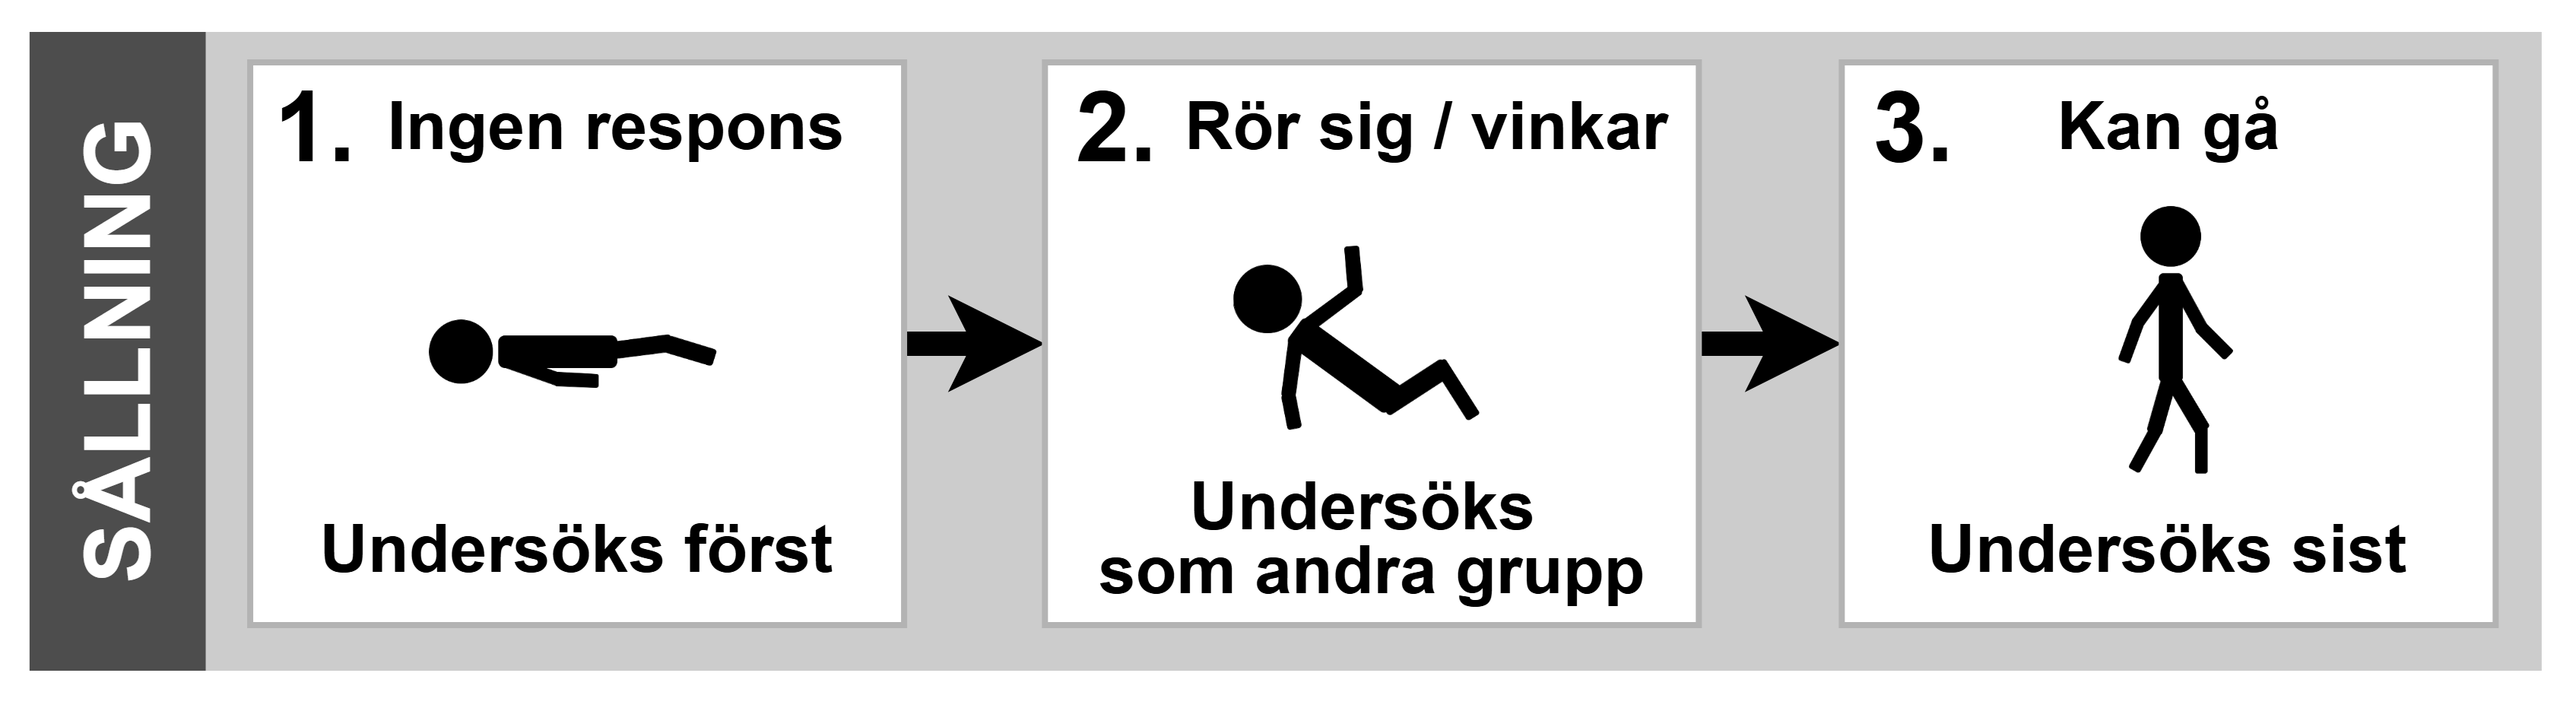 SÅLLNING
1. Ingen respons
Undersöks först
2. Rör sig / vinkar
Undersöks
som andra grupp
3. Kan gå
Undersöks sist